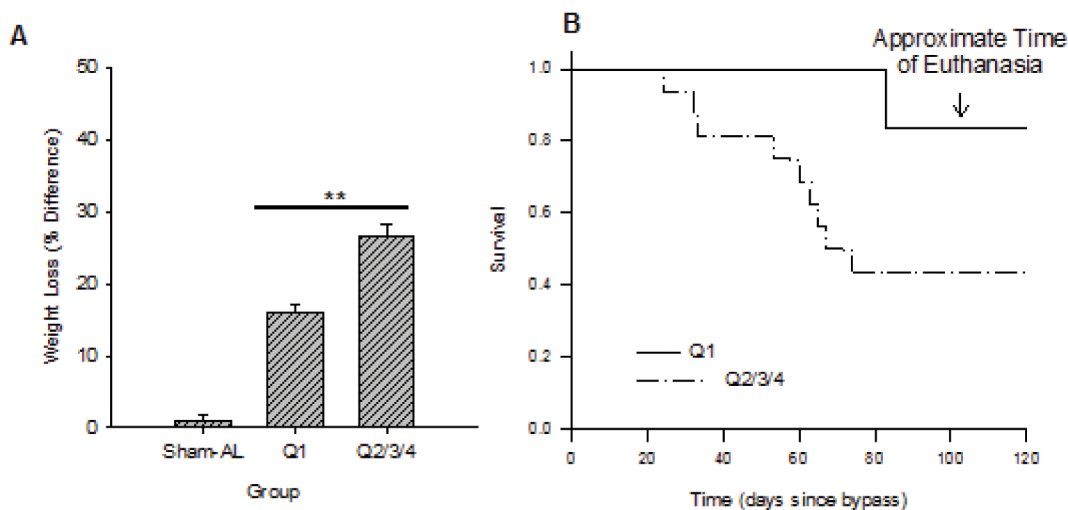 A
50
40
30
20
10
0
Weight Loss (% Difference)
**
Sham-AL Q1 Q2/3/4
Group
B
Approximate Time
of Euthanasia
1.0
0.8
0.6
0.4
0.2
0.0
Survival
Q1
Q2/3/4
0 20 40 60 80 100 120
Time (days since bypass)